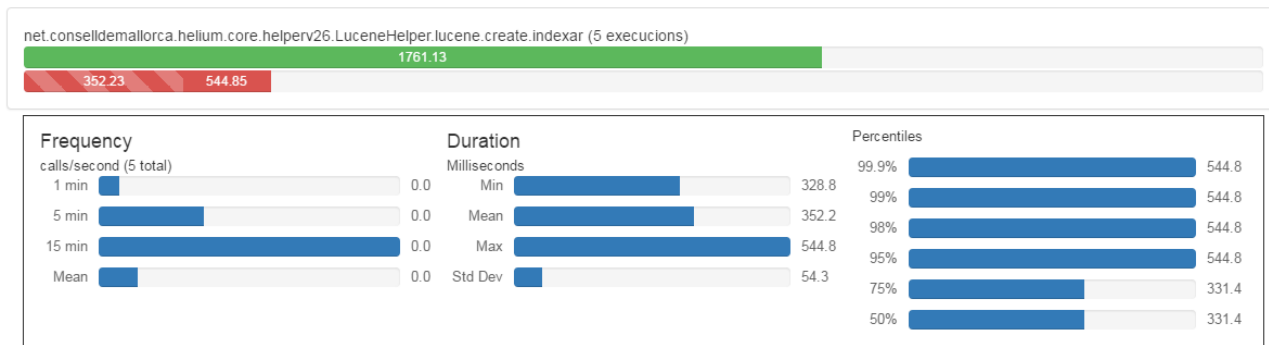 net.conselldemallorca.helium.core.helperv26.LuceneHelper.lucene.create.indexar (5 execucions)
1761.13
352.23 544.85
Frequency
calls/second (5 total)
1 min 0.0
5 min 0.0
15 min 0.0
Mean 0.0
Duration
Milliseconds
Min 328.8
Mean 352.2
Max 544.8
Std Dev 54.3
Percentiles
99.9% 544.8
99% 544.8
98% 544.8
95% 544.8
75% 331.4
50% 331.4